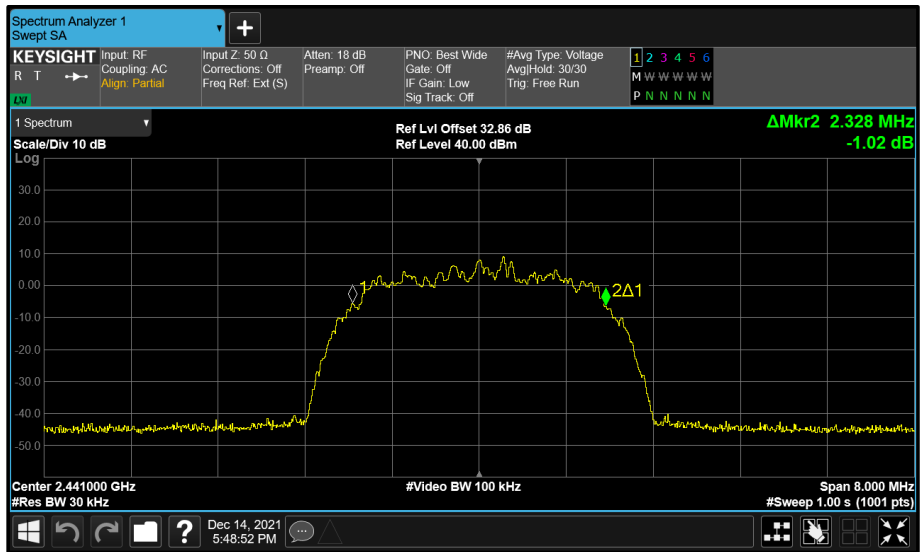 Spectrum Analyzer 1
Swept SA
+
KEYSIGHT
R T
LXI
Input: RF
Coupling: AC
Align: Partial
Input Z: 50 Ω
Corrections: Off
Freq Ref: Ext (S)
Atten: 18 dB
Preamp: Off
PNO: Best Wide
Gate: Off
IF Gain: Low
Sig Track: Off
#Avg Type: Voltage
Avg|Hold: 30/30
Trig: Free Run
1 2 3 4 5 6
M W W W W W
P N N N N N
1 Spectrum
Scale/Div 10 dB
Ref Lvl Offset 32.86 dB
Ref Level 40.00 dBm
ΔMkr2 2.328 MHz
-1.02 dB
Log
30.0
20.0
10.0
0.00
-10.0
-20.0
-30.0
-40.0
-50.0
1
2Δ1
Center 2.441000 GHz
#Res BW 30 kHz
#Video BW 100 kHz
Span 8.000 MHz
#Sweep 1.00 s (1001 pts)
?
Dec 14, 2021
5:48:52 PM